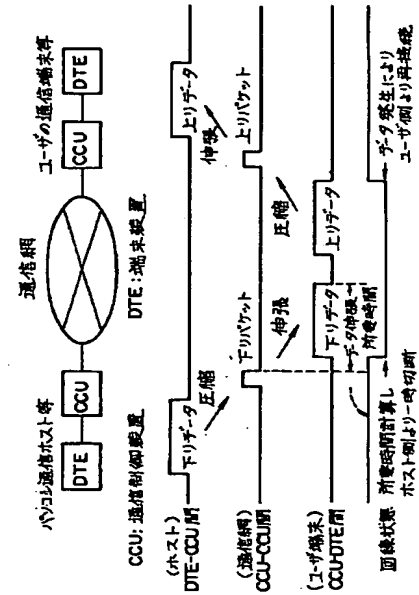 パソコン通信ホスト等
ユーザの通信端末等
通信網
DTE
CCU
CCU
DTE
CCU:通信制御装置
DTE:端末装置
(ホスト)
DTE-CCU間
下りデータ
上りデータ
圧縮
伸張
(通信網)
CCU-CCU間
下りパケット
上りパケット
伸張
圧縮
(ユーザ端末)
CCU-DTE間
下りデータ
上りデータ
データ伸張
所要時間
回線状態
所要時間計算し
ホスト側より一時切断
データ発生により
ユーザ側より再接続